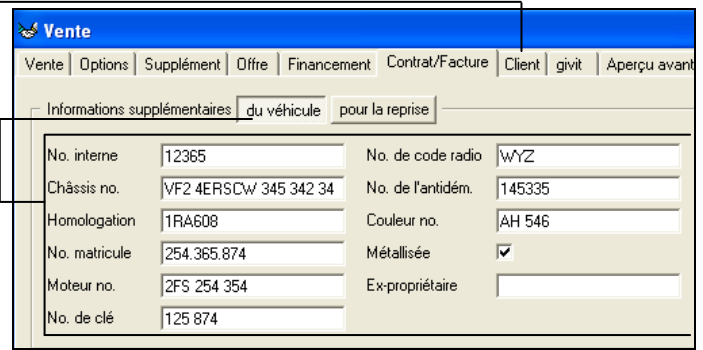 Vente
Vente Options Supplément Offre Financement Contrat/Facture Client givit Aperçu avant
Informations supplémentaires du véhicule pour la reprise
No. interne 12365 No. de code radio WYZ
Châssis no. VF2 4ERSCW 345 342 34 No. de l'antidém. 145335
Homologation 1RA608 Couleur no. AH 546
No. matricule 254.365.874 Métallisée
Moteur no. 2FS 254 354 Ex-propriétaire
No. de clé 125 874